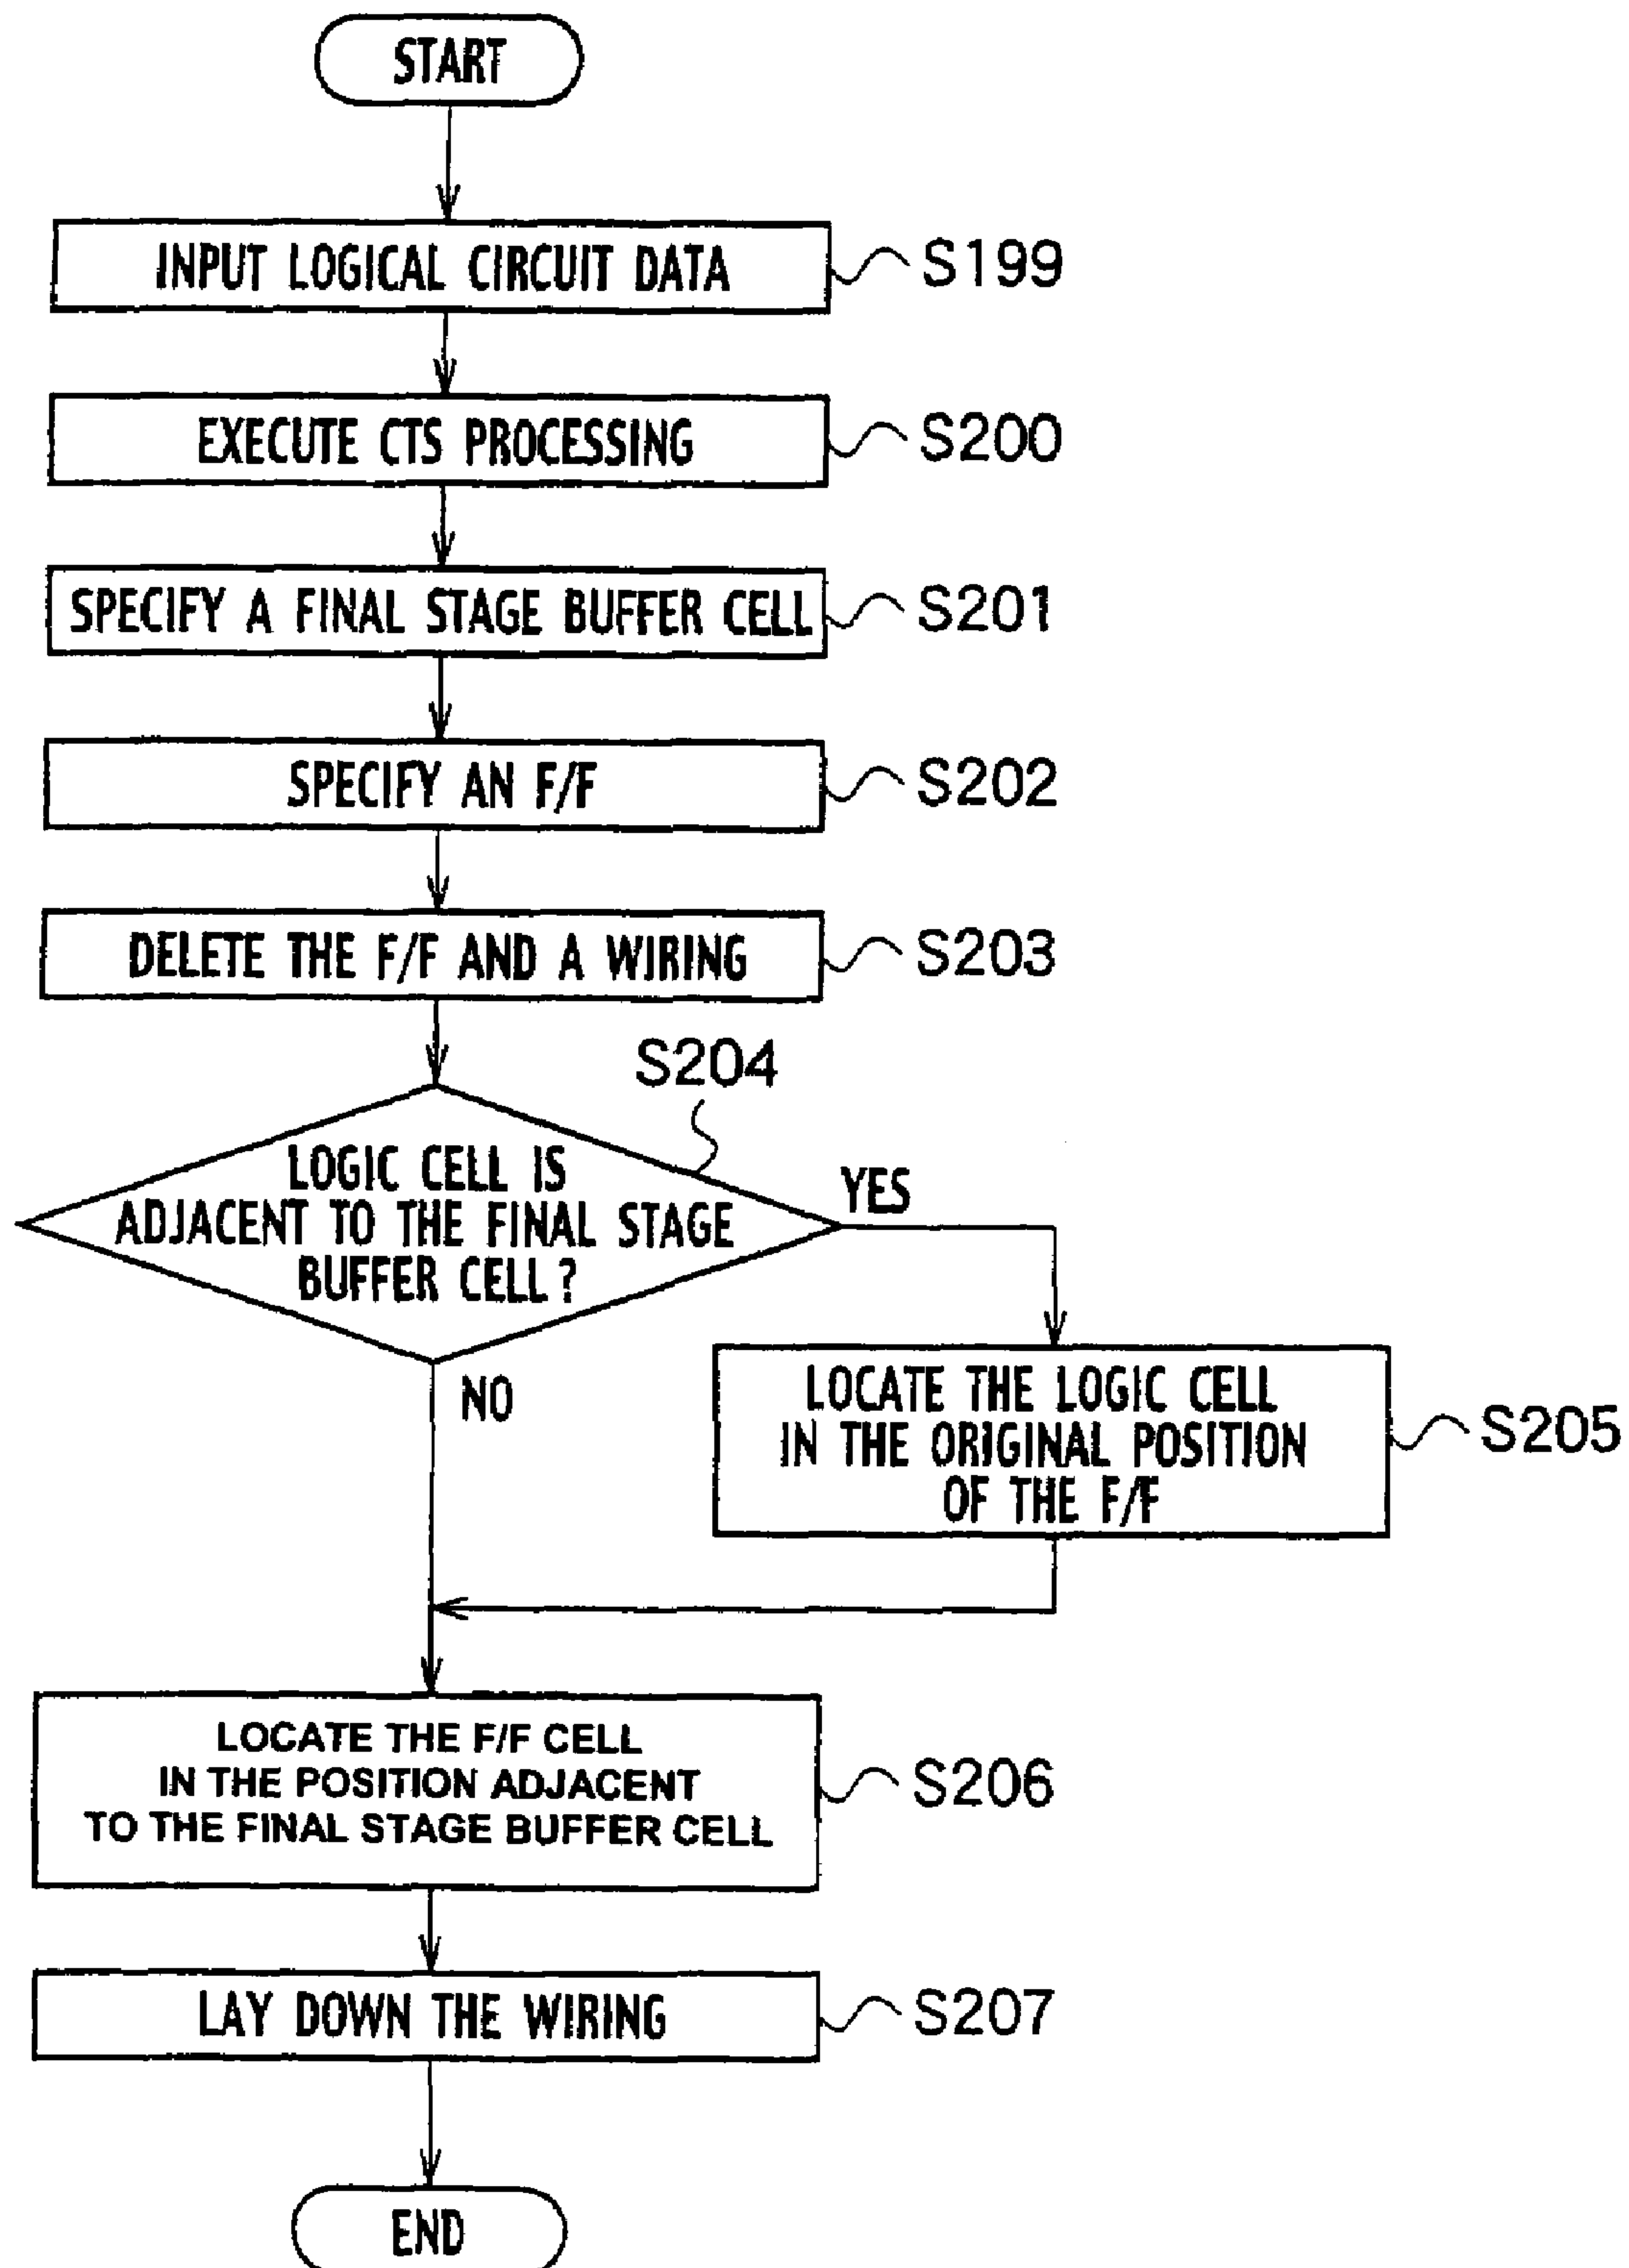 START
INPUT LOGICAL CIRCUIT DATA
S199
EXECUTE CTS PROCESSING
S200
SPECIFY A FINAL STAGE BUFFER CELL
S201
SPECIFY AN F/F
S202
DELETE THE F/F AND A WIRING
S203
S204
LOGIC CELL IS
ADJACENT TO THE FINAL STAGE
BUFFER CELL?
YES
NO
LOCATE THE LOGIC CELL
IN THE ORIGINAL POSITION
OF THE F/F
S205
LOCATE THE F/F CELL
IN THE POSITION ADJACENT
TO THE FINAL STAGE BUFFER CELL
S206
LAY DOWN THE WIRING
S207
END